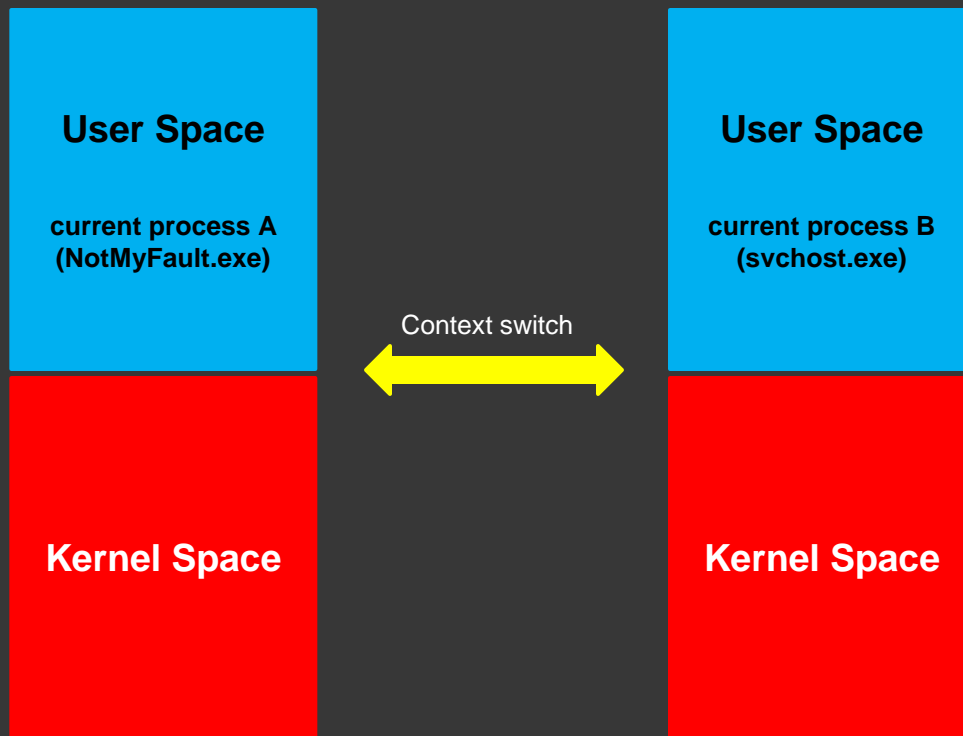 User Space
current process A
(NotMyFault.exe)
Kernel Space
Context switch
User Space
current process B
(svchost.exe)
Kernel Space